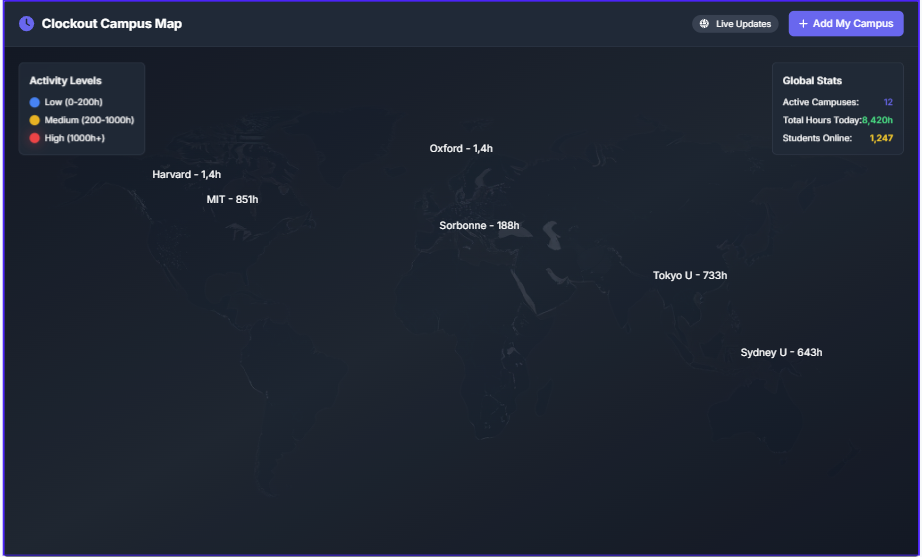 Clockout Campus Map
Live Updates
+ Add My Campus
Activity Levels
Low (0-200h)
Medium (200-1000h)
High (1000h+)
Global Stats
Active Campuses: 12
Total Hours Today:8,420h
Students Online: 1,247
Oxford - 1,4h
Harvard - 1,4h
MIT - 851h
Sorbonne - 188h
Tokyo U - 733h
Sydney U - 643h